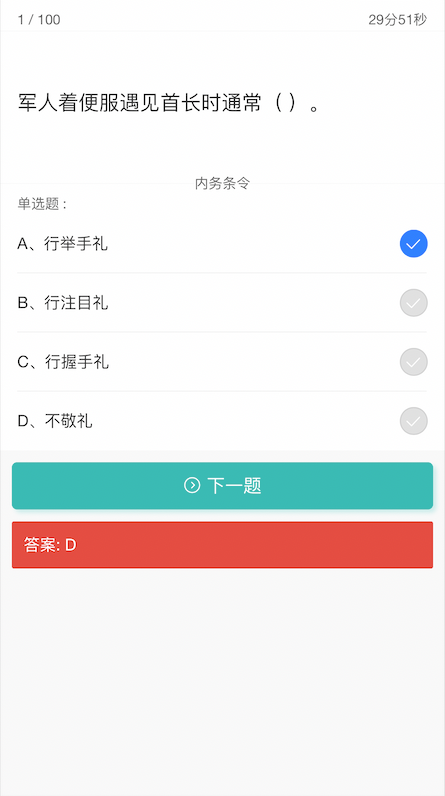 1 / 100 29分51秒
军人着便服遇见首长时通常（ ）。
内务条令
单选题 :
A、行举手礼
B、行注目礼
C、行握手礼
D、不敬礼
下一题
答案: D